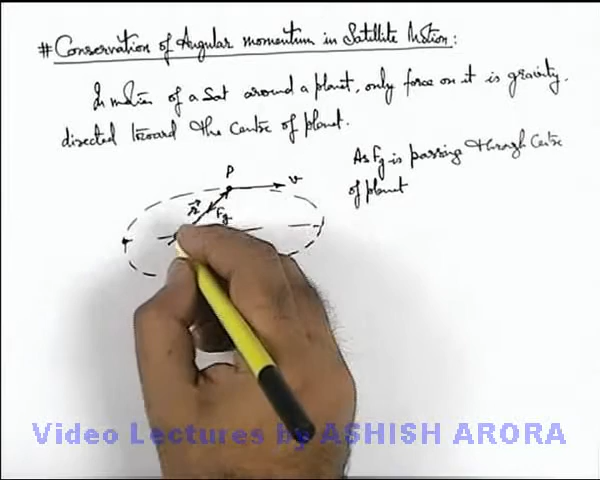 # Conservation of Angular momentum in Satellite Motion :
In motion of a Sat around a planet, only force on it is gravity.
directed toward the centre of planet.
As Fg is passing through Centre
of planet
P
v
r
Fg
Video Lectures by ASHISH ARORA